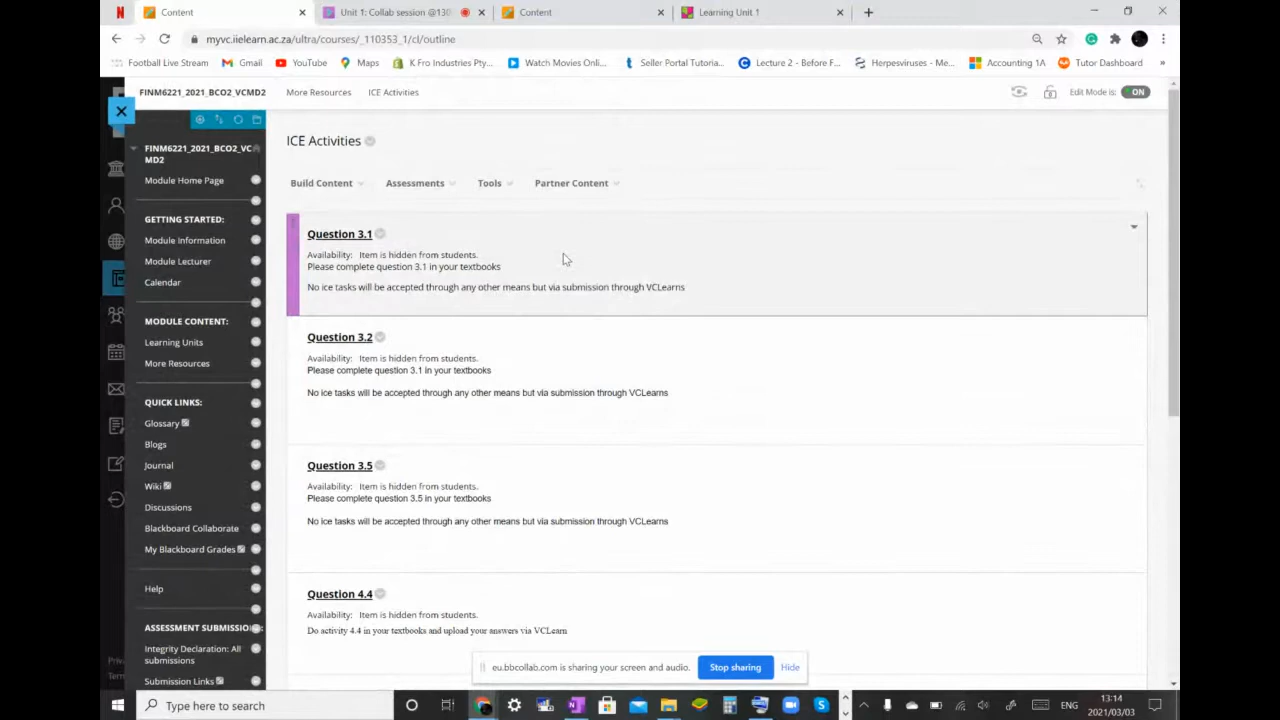 Content
Unit 1: Collab session @130
Content
Learning Unit 1
myvc.iielearn.ac.za/ultra/courses/_110353_1/cl/outline
Football Live Stream
Gmail
YouTube
Maps
K Fro Industries Pty...
Watch Movies Onli...
Seller Portal Tutoria...
Lecture 2 - Before F...
Herpesviruses - Me...
Accounting 1A
Tutor Dashboard
»
FINM6221_2021_BCO2_VCMD2
More Resources
ICE Activities
Edit Mode is:
ON
FINM6221_2021_BCO2_VC
MD2
Module Home Page
GETTING STARTED:
Module Information
Module Lecturer
Calendar
MODULE CONTENT:
Learning Units
More Resources
QUICK LINKS:
Glossary
Blogs
Journal
Wiki
Discussions
Blackboard Collaborate
My Blackboard Grades
Help
ASSESSMENT SUBMISSIO
Integrity Declaration: All
submissions
Submission Links
Priv
Term
ICE Activities
Build Content
Assessments
Tools
Partner Content
Question 3.1
Availability: Item is hidden from students.
Please complete question 3.1 in your textbooks
No ice tasks will be accepted through any other means but via submission through VCLearns
Question 3.2
Availability: Item is hidden from students.
Please complete question 3.1 in your textbooks
No ice tasks will be accepted through any other means but via submission through VCLearns
Question 3.5
Availability: Item is hidden from students.
Please complete question 3.5 in your textbooks
No ice tasks will be accepted through any other means but via submission through VCLearns
Question 4.4
Availability: Item is hidden from students.
Do activity 4.4 in your textbooks and upload your answers via VCLearn
eu.bbcollab.com is sharing your screen and audio.
Stop sharing
Hide
Type here to search
ENG
13:14
2021/03/03